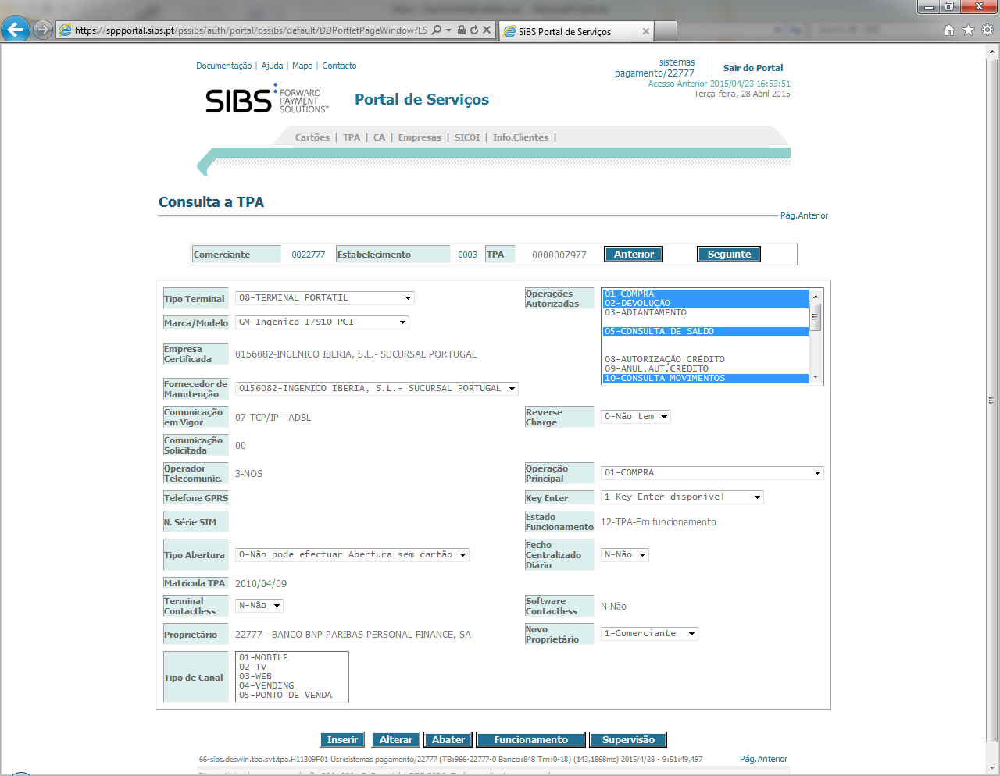 https://sppportal.sibs.pt/pssibs/auth/portal/pssibs/default/DDPortletPageWindow?ES
SiBS Portal de Serviços
Documentação | Ajuda | Mapa | Contacto
sistemas
pagamento/22777
Sair do Portal
Acesso Anterior 2015/04/23 16:53:51
Terça-feira, 28 Abril 2015
SIBS FORWARD
PAYMENT
SOLUTIONS™
Portal de Serviços
Cartões | TPA | CA | Empresas | SICOI | Info.Clientes |
Consulta a TPA
Pág.Anterior
Comerciante 0022777 Estabelecimento 0003 TPA 0000007977 Anterior Seguinte
Tipo Terminal 08-TERMINAL PORTATIL
Operações
Autorizadas
01-COMPRA
02-DEVOLUÇÃO
03-ADIANTAMENTO
05-CONSULTA DE SALDO
08-AUTORIZAÇÃO CRÉDITO
09-ANUL.AUT.CRÉDITO
10-CONSULTA MOVIMENTOS
Marca/Modelo GM-Ingenico I7910 PCI
Empresa
Certificada
0156082-INGENICO IBERIA, S.L.- SUCURSAL PORTUGAL
Fornecedor de
Manutenção
0156082-INGENICO IBERIA, S.L.- SUCURSAL PORTUGAL
Comunicação
em Vigor
07-TCP/IP - ADSL
Reverse
Charge
0-Não tem
Comunicação
Solicitada
00
Operador
Telecomunic.
3-NOS
Operação
Principal
01-COMPRA
Telefone GPRS
Key Enter 1-Key Enter disponível
N. Série SIM
Estado
Funcionamento
12-TPA-Em funcionamento
Tipo Abertura 0-Não pode efectuar Abertura sem cartão
Fecho
Centralizado
Diário
N-Não
Matricula TPA 2010/04/09
Terminal
Contactless
N-Não
Software
Contactless
N-Não
Proprietário 22777 - BANCO BNP PARIBAS PERSONAL FINANCE, SA
Novo
Proprietário
1-Comerciante
Tipo de Canal
01-MOBILE
02-TV
03-WEB
04-VENDING
05-PONTO DE VENDA
Inserir Alterar Abater Funcionamento Supervisão
66-sibs.deswin.tba.svt.tpa.H11309F01 Usr:sistemas pagamento/22777 (TB:966-22777-0 Banco:848 Trn:0-18) (143,1868ms) 2015/4/28 - 9:51:49,497
Pág.Anterior